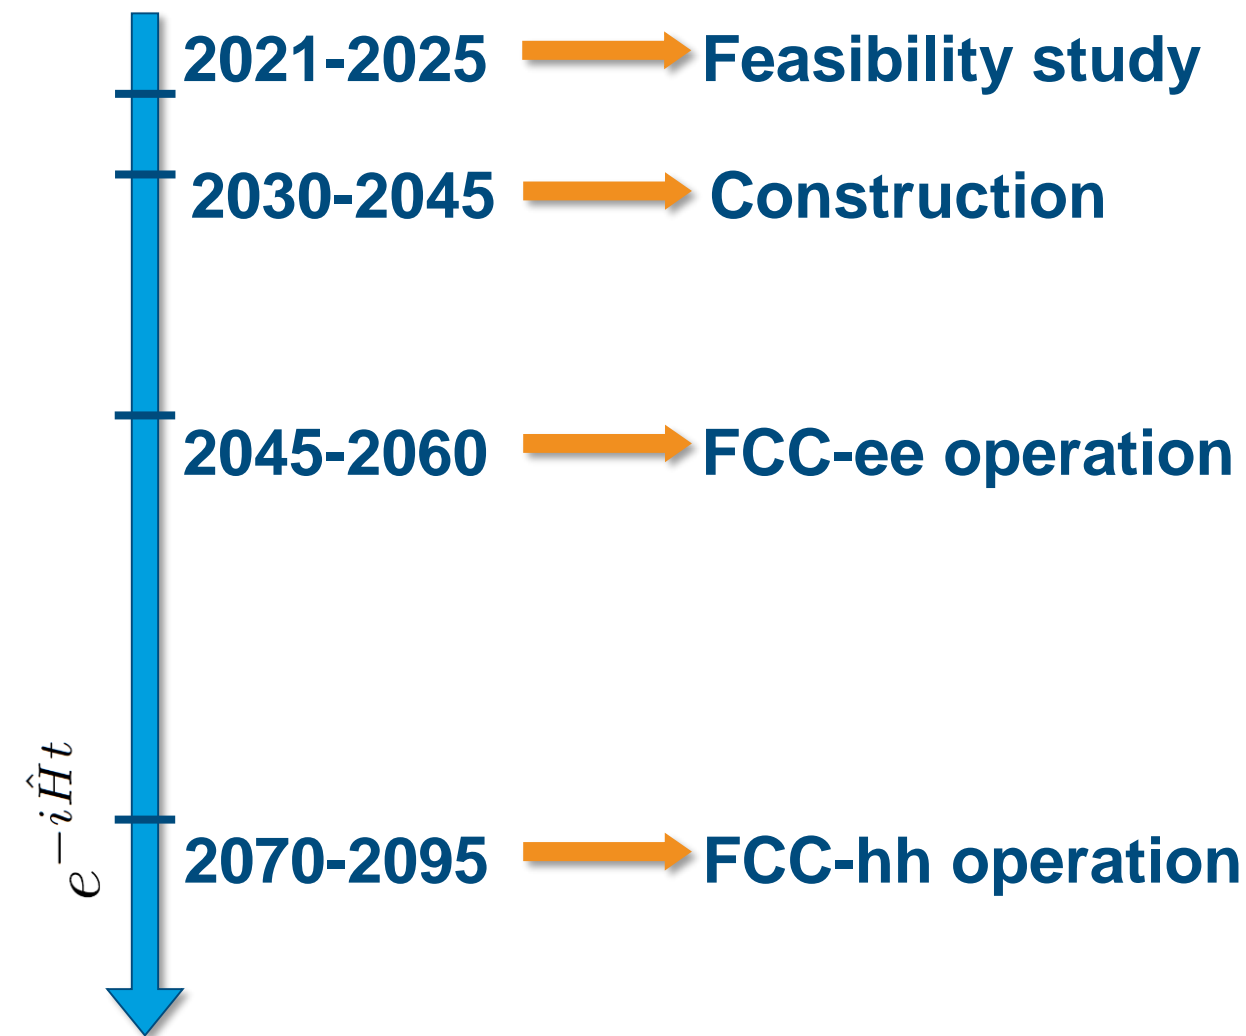 2021-2025 Feasibility study
2030-2045 Construction
2045-2060 FCC-ee operation
2070-2095 FCC-hh operation
e^{-iĤt}